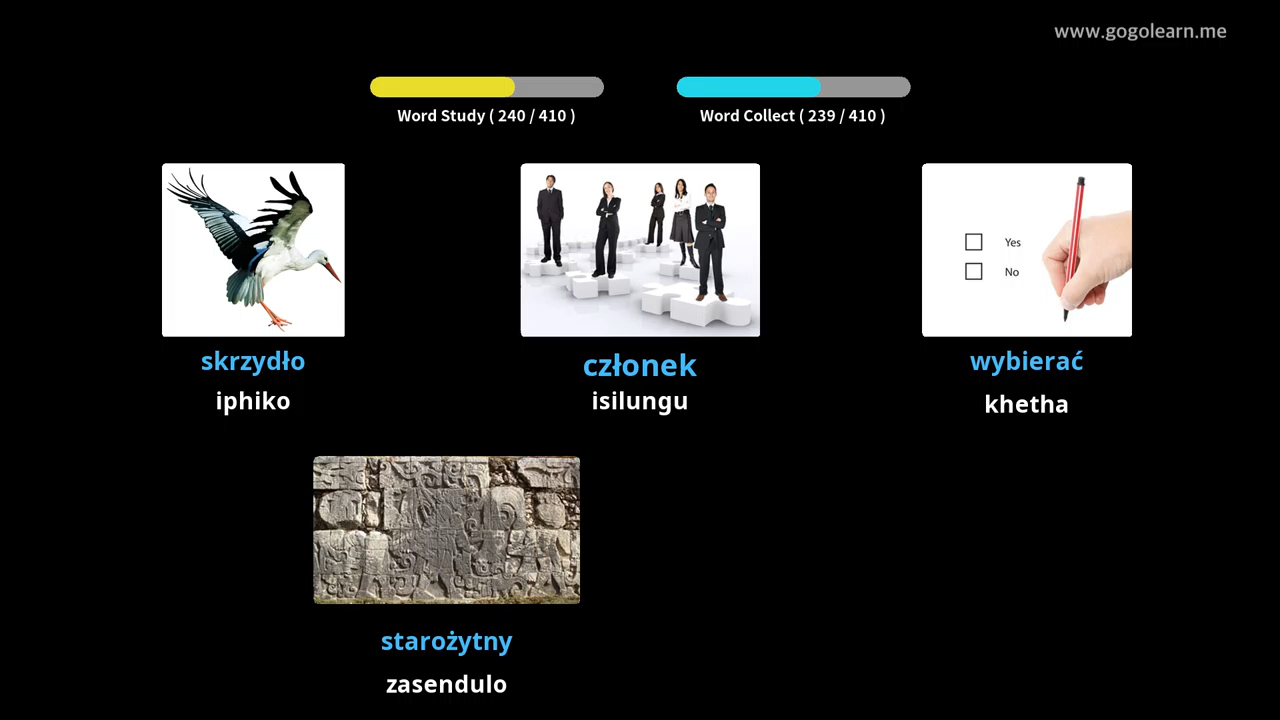 www.gogolearn.me
Word Study ( 240 / 410 )
Word Collect ( 239 / 410 )
Yes
No
skrzydło
członek
wybierać
iphiko
isilungu
khetha
starożytny
zasendulo